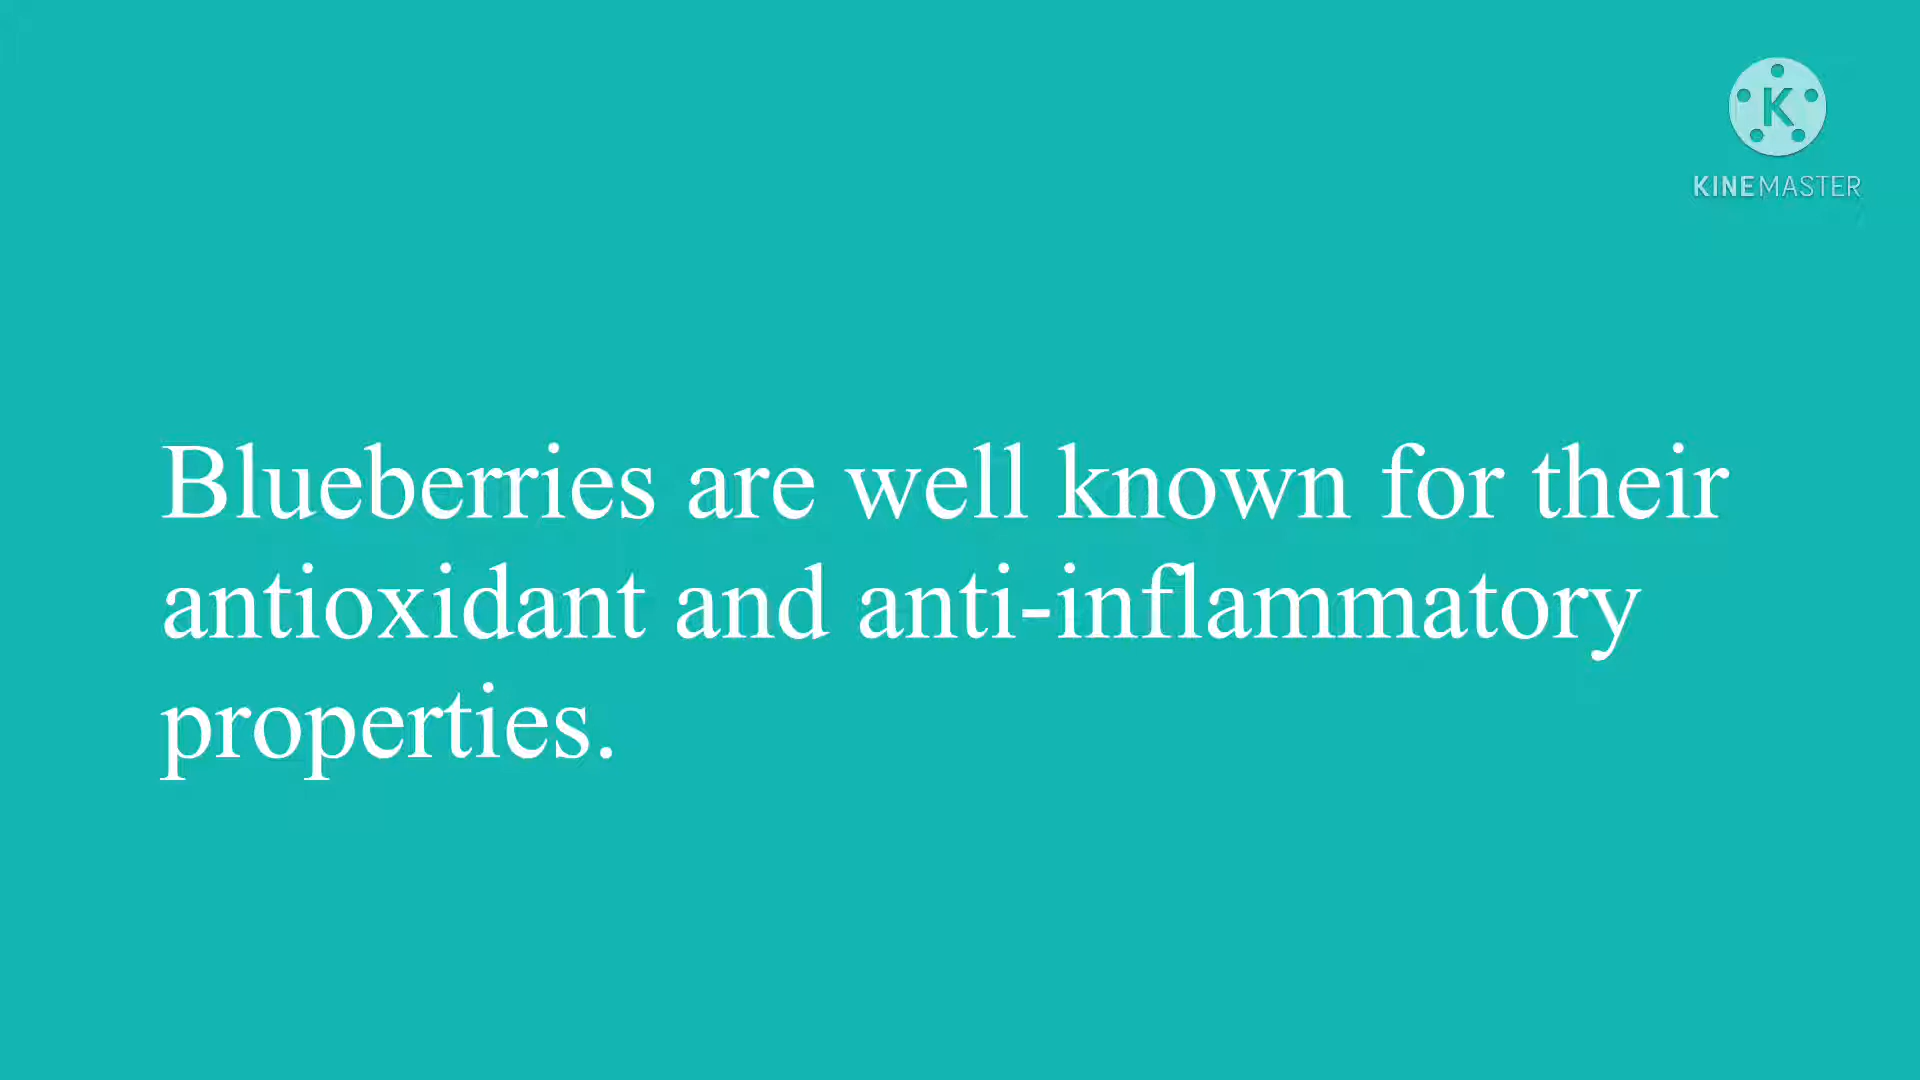 K
KINEMASTER
Blueberries are well known for their
antioxidant and anti-inflammatory
properties.